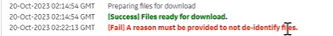 20-Oct-2023 02:14:54 GMT Preparing files for download
20-Oct-2023 02:14:54 GMT [Success] Files ready for download.
20-Oct-2023 02:22:13 GMT [Fail] A reason must be provided to not de-identify files.